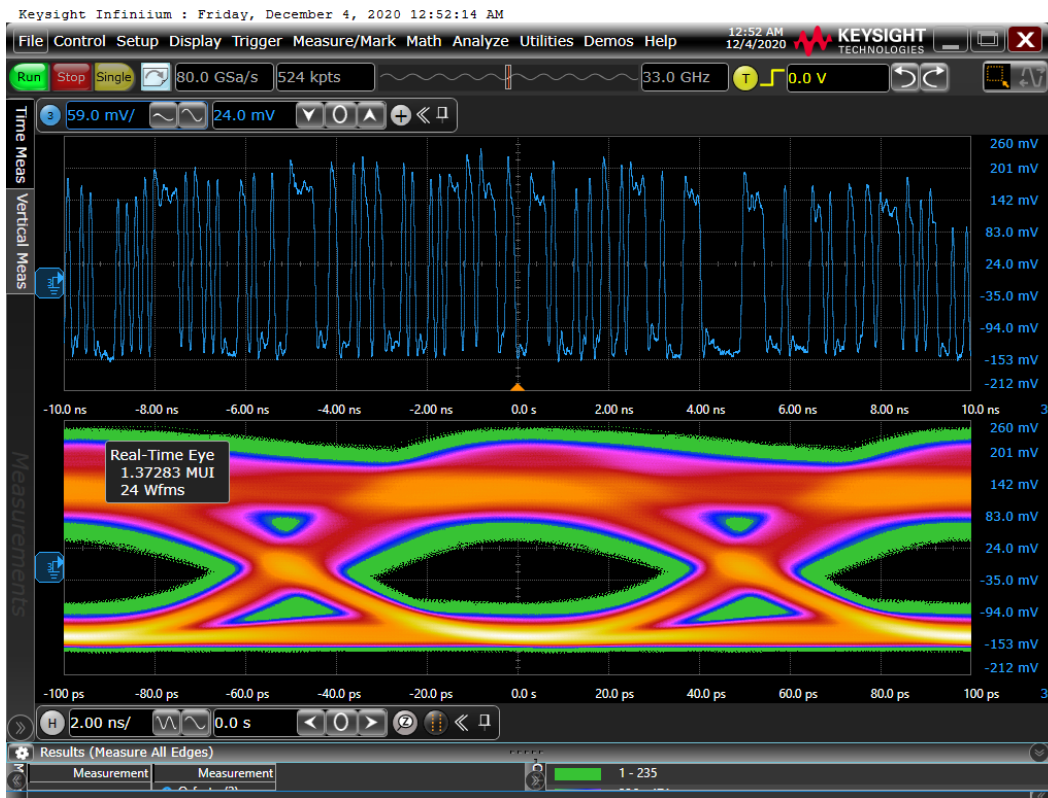 Keysight Infiniium : Friday, December 4, 2020 12:52:14 AM
File Control Setup Display Trigger Measure/Mark Math Analyze Utilities Demos Help
12:52 AM
12/4/2020
KEYSIGHT
TECHNOLOGIES
Run Stop Single 80.0 GSa/s 524 kpts 33.0 GHz T 0.0 V
Time Meas
Vertical Meas
Measurements
3 59.0 mV/ 24.0 mV 0
260 mV
201 mV
142 mV
83.0 mV
24.0 mV
-35.0 mV
-94.0 mV
-153 mV
-212 mV
-10.0 ns -8.00 ns -6.00 ns -4.00 ns -2.00 ns 0.0 s 2.00 ns 4.00 ns 6.00 ns 8.00 ns 10.0 ns 3
Real-Time Eye
1.37283 MUI
24 Wfms
260 mV
201 mV
142 mV
83.0 mV
24.0 mV
-35.0 mV
-94.0 mV
-153 mV
-212 mV
-100 ps -80.0 ps -60.0 ps -40.0 ps -20.0 ps 0.0 s 20.0 ps 40.0 ps 60.0 ps 80.0 ps 100 ps 3
H 2.00 ns/ 0.0 s 0 Z
Results (Measure All Edges)
Measurement Measurement 1 - 235